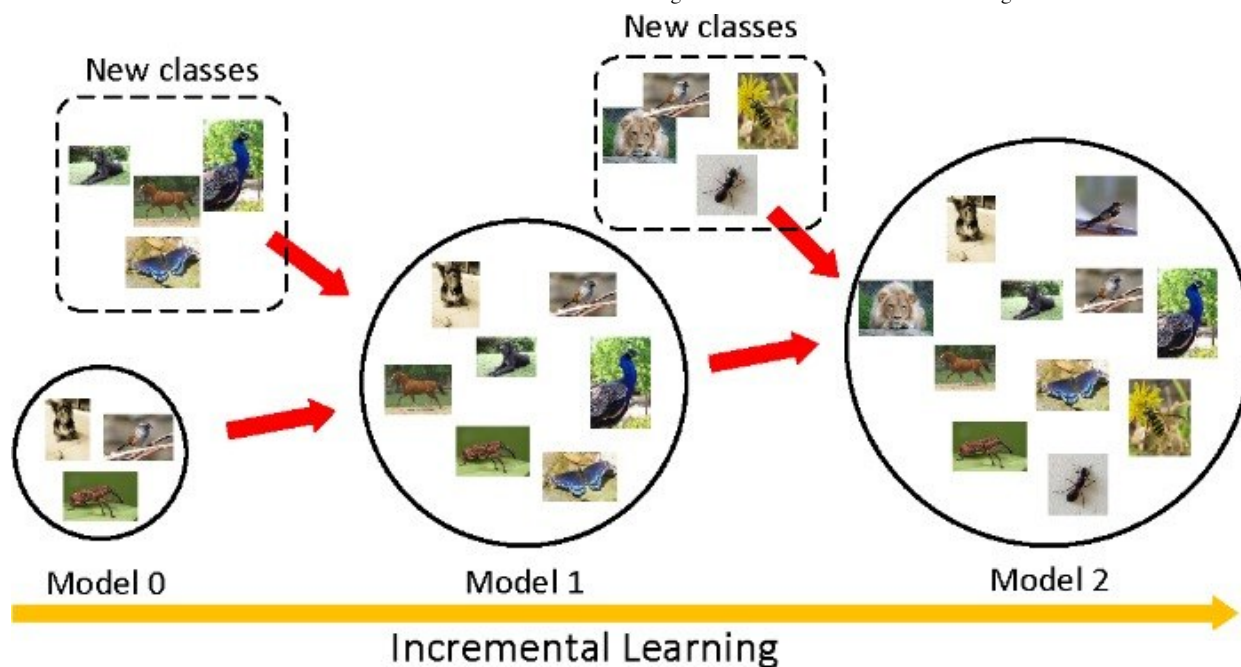 New classes
New classes
Model 0
Model 1
Model 2
Incremental Learning